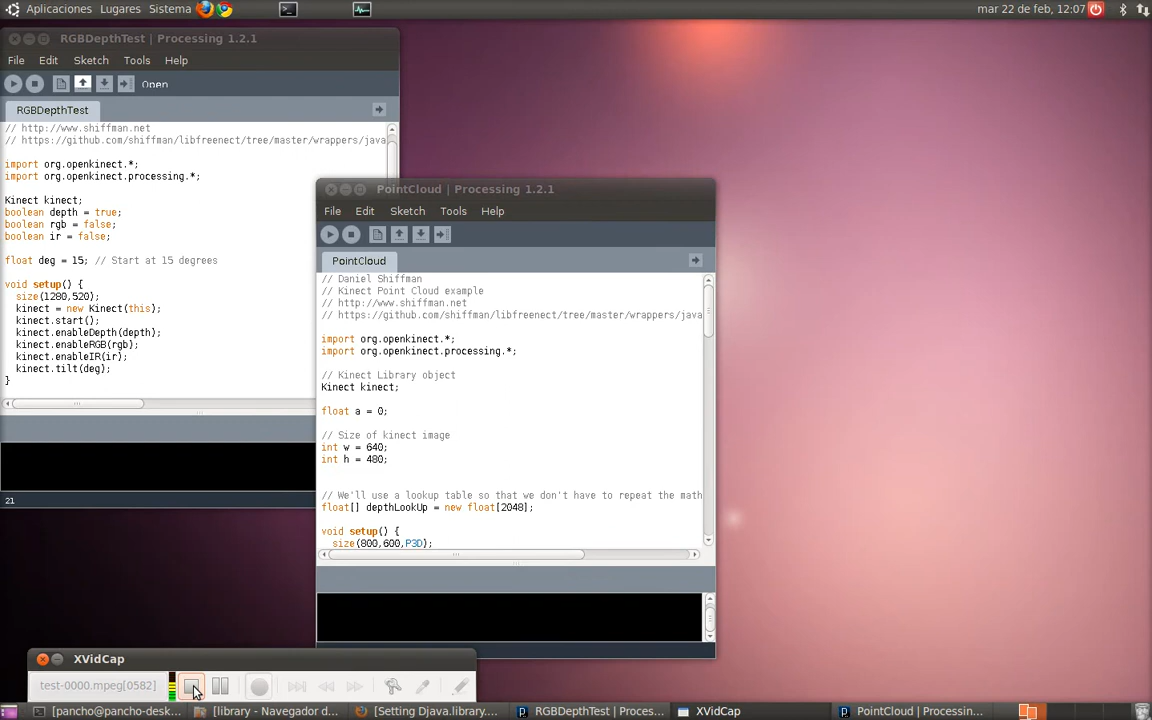 Aplicaciones Lugares Sistema
mar 22 de feb, 12:07
RGBDepthTest | Processing 1.2.1
File Edit Sketch Tools Help
Open
RGBDepthTest
// http://www.shiffman.net
// https://github.com/shiffman/libfreenect/tree/master/wrappers/java
import org.openkinect.*;
import org.openkinect.processing.*;
Kinect kinect;
boolean depth = true;
boolean rgb = false;
boolean ir = false;
float deg = 15; // Start at 15 degrees
void setup() {
size(1280,520);
kinect = new Kinect(this);
kinect.start();
kinect.enableDepth(depth);
kinect.enableRGB(rgb);
kinect.enableIR(ir);
kinect.tilt(deg);
}
21
PointCloud | Processing 1.2.1
File Edit Sketch Tools Help
PointCloud
// Daniel Shiffman
// Kinect Point Cloud example
// http://www.shiffman.net
// https://github.com/shiffman/libfreenect/tree/master/wrappers/java
import org.openkinect.*;
import org.openkinect.processing.*;
// Kinect Library object
Kinect kinect;
float a = 0;
// Size of kinect image
int w = 640;
int h = 480;
// We'll use a lookup table so that we don't have to repeat the math
float[] depthLookUp = new float[2048];
void setup() {
size(800,600,P3D);
XVidCap
test-0000.mpeg[0582]
[pancho@pancho-desk... [library - Navegador d... [Setting Djava.library.... RGBDepthTest | Proces... XVidCap PointCloud | Processin...